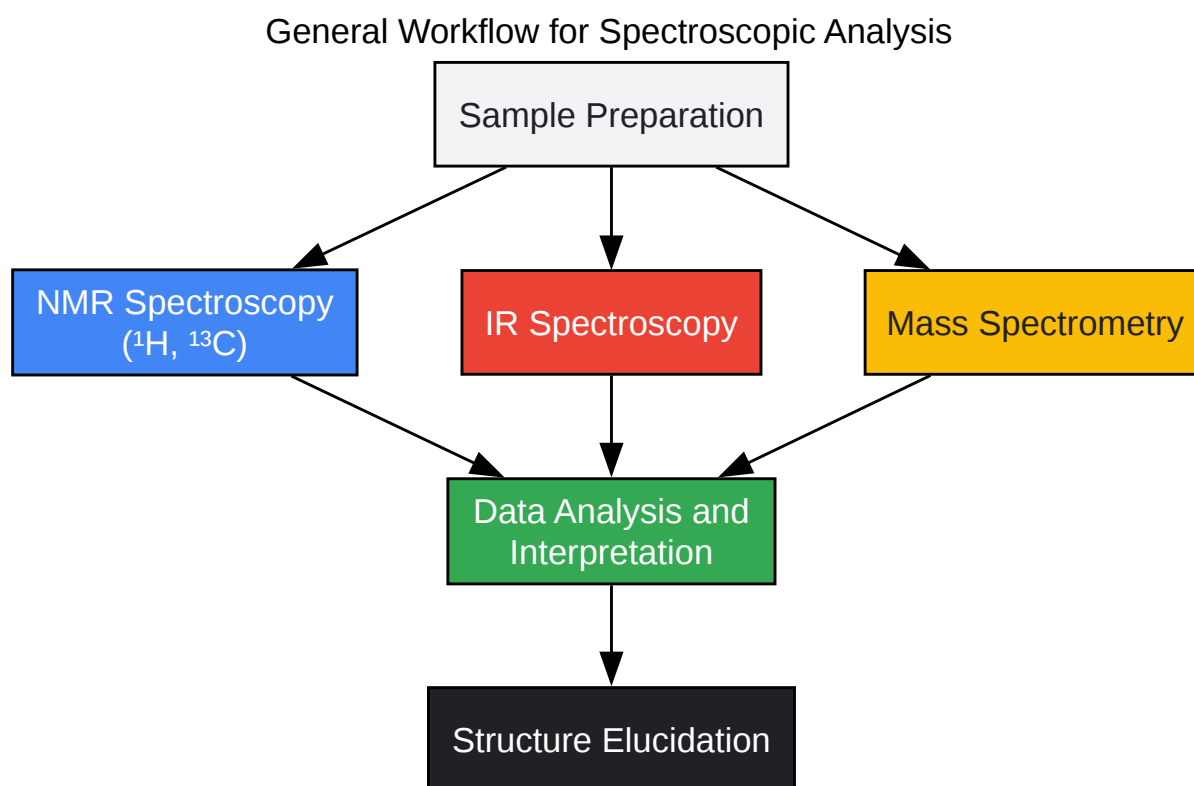 General Workflow for Spectroscopic Analysis
Sample Preparation
NMR Spectroscopy
(¹H, ¹³C)
IR Spectroscopy
Mass Spectrometry
Data Analysis and
Interpretation
Structure Elucidation